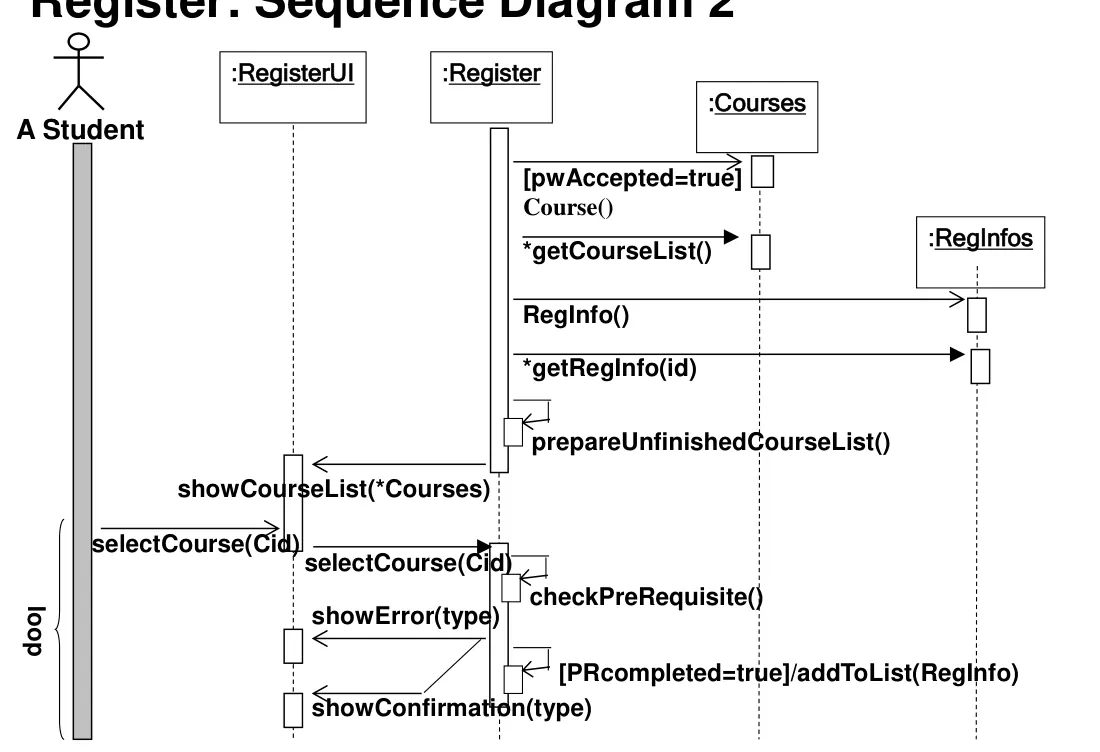 Register: Sequence Diagram 2
:RegisterUI
:Register
:Courses
A Student
[pwAccepted=true]
Course()
:RegInfos
*getCourseList()
RegInfo()
*getRegInfo(id)
prepareUnfinishedCourseList()
showCourseList(*Courses)
selectCourse(Cid)
selectCourse(Cid)
checkPreRequisite()
showError(type)
loop
[PRcompleted=true]/addToList(RegInfo)
showConfirmation(type)